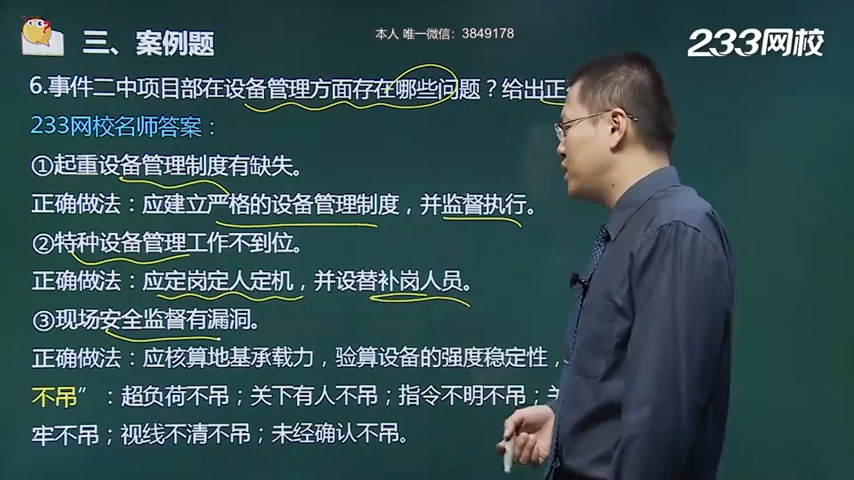 本人 唯一微信：3849178
233网校
三、案例题
6.事件二中项目部在设备管理方面存在哪些问题？给出正
233网校名师答案：
①起重设备管理制度有缺失。
正确做法：应建立严格的设备管理制度，并监督执行。
②特种设备管理工作不到位。
正确做法：应定岗定人定机，并设替补岗人员。
③现场安全监督有漏洞。
正确做法：应核算地基承载力，验算设备的强度稳定性，
不吊”：超负荷不吊；关下有人不吊；指令不明不吊；
牢不吊；视线不清不吊；未经确认不吊。